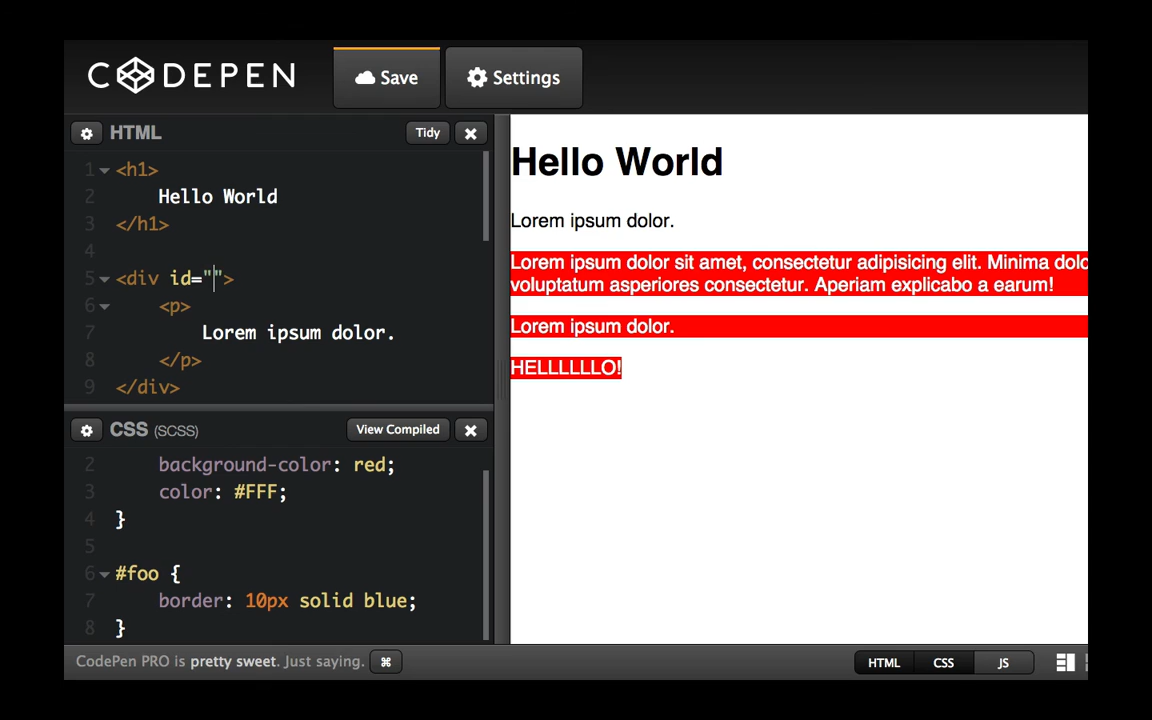 CODEPEN
Save
Settings
HTML
Tidy
1 <h1>
2 Hello World
3 </h1>
4
5 <div id="">
6 <p>
7 Lorem ipsum dolor.
8 </p>
9 </div>
CSS (SCSS)
View Compiled
2 background-color: red;
3 color: #FFF;
4 }
5
6 #foo {
7 border: 10px solid blue;
8 }
Hello World
Lorem ipsum dolor.
Lorem ipsum dolor sit amet, consectetur adipisicing elit. Minima dolo
voluptatum asperiores consectetur. Aperiam explicabo a earum!
Lorem ipsum dolor.
HELLLLLLO!
CodePen PRO is pretty sweet. Just saying. ⌘
HTML
CSS
JS